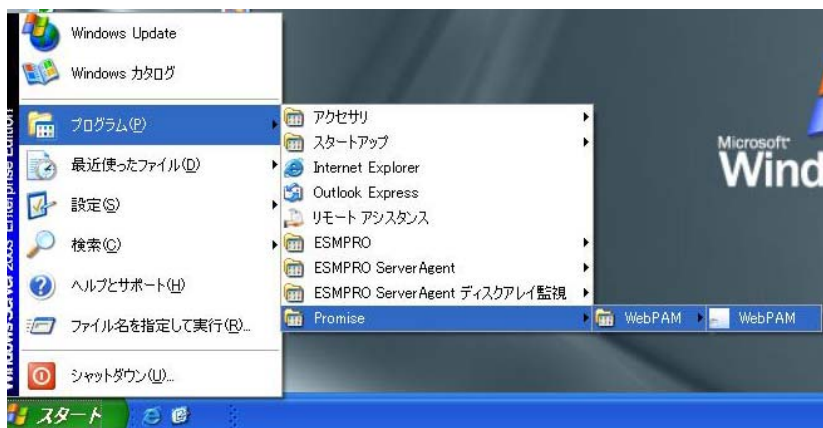 Windows Update
Windows カタログ
プログラム(P)
最近使ったファイル(D)
設定(S)
検索(C)
ヘルプとサポート(H)
ファイル名を指定して実行(R)...
シャットダウン(U)...
Server 2003 Enterprise Edition
アクセサリ
スタートアップ
Internet Explorer
Outlook Express
リモート アシスタンス
ESMPRO
ESMPRO ServerAgent
ESMPRO ServerAgent ディスクアレイ監視
Promise
WebPAM
WebPAM
Microsoft
Wind
スタート